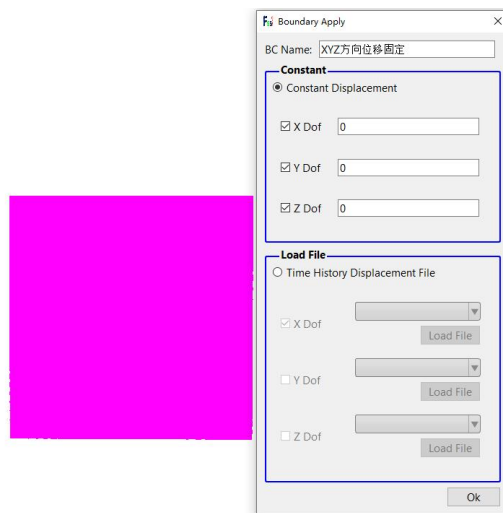 Boundary Apply
BC Name: XYZ方向位移固定
Constant
Constant Displacement
X Dof 0
Y Dof 0
Z Dof 0
Load File
Time History Displacement File
X Dof
Load File
Y Dof
Load File
Z Dof
Load File
Ok